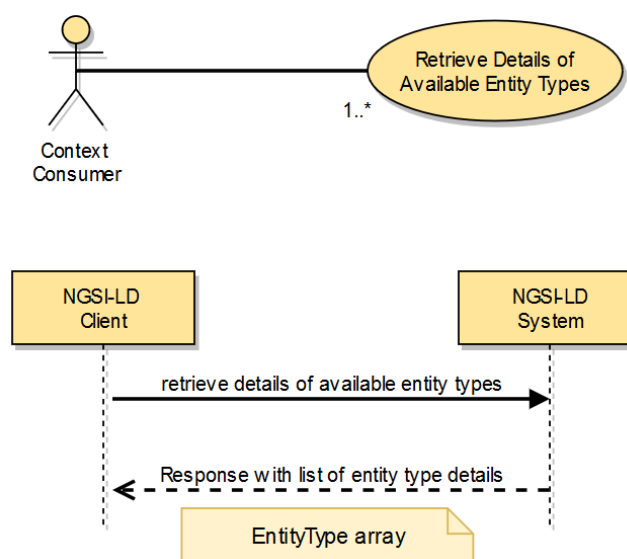 Retrieve Details of
Available Entity Types
1..*
Context
Consumer
NGSI-LD
Client
NGSI-LD
System
retrieve details of available entity types
Response with list of entity type details
EntityType array